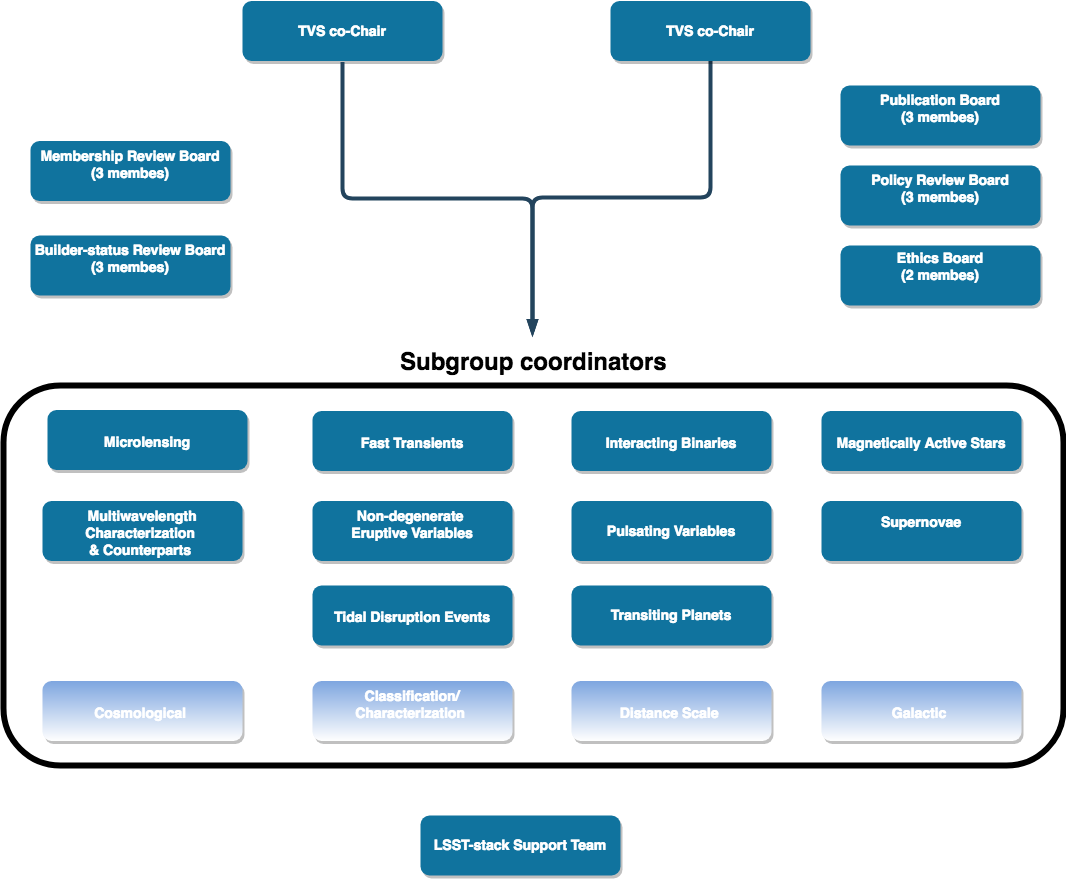 TVS co-Chair
TVS co-Chair
Publication Board
(3 membes)
Membership Review Board
(3 membes)
Policy Review Board
(3 membes)
Builder-status Review Board
(3 membes)
Ethics Board
(2 membes)
Subgroup coordinators
Microlensing
Fast Transients
Interacting Binaries
Magnetically Active Stars
Multiwavelength
Characterization
& Counterparts
Non-degenerate
Eruptive Variables
Pulsating Variables
Supernovae
Tidal Disruption Events
Transiting Planets
Cosmological
Classification/
Characterization
Distance Scale
Galactic
LSST-stack Support Team